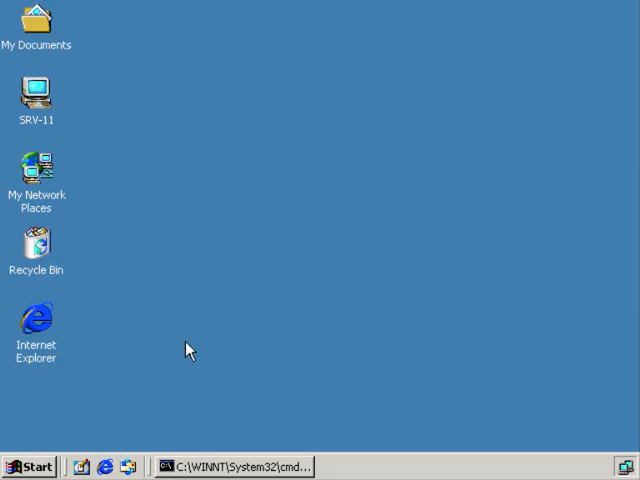 My Documents
SRV-11
My Network
Places
Recycle Bin
Internet
Explorer
Start
C:\WINNT\System32\cmd...